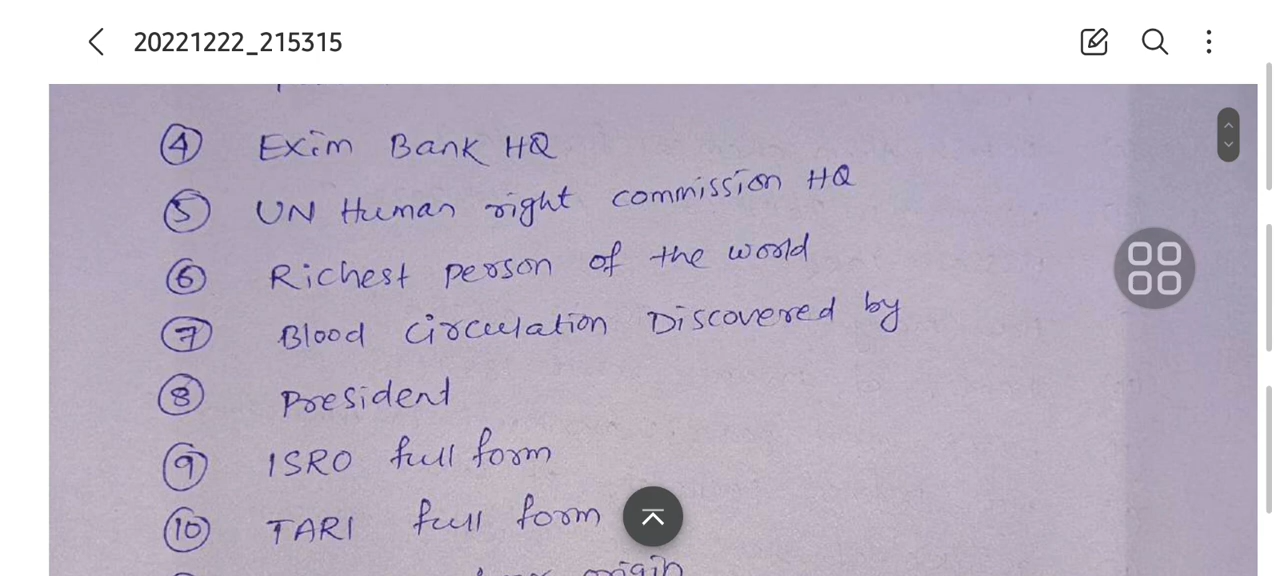 20221222_215315
④ Exim Bank HQ
⑤ UN Human right commission HQ
⑥ Richest person of the world
⑦ Blood circulation Discovered by
⑧ President
⑨ ISRO full form
⑩ TARI full form
origin